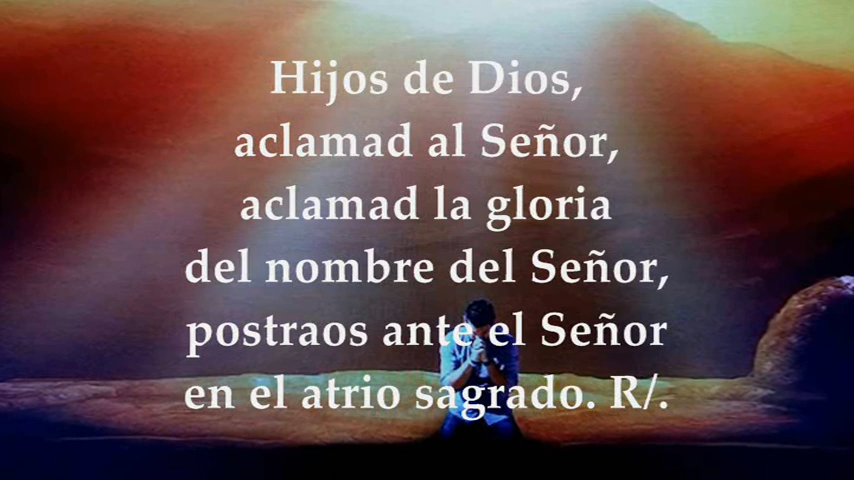 Hijos de Dios,
aclamad al Señor,
aclamad la gloria
del nombre del Señor,
postraos ante el Señor
en el atrio sagrado. R/.